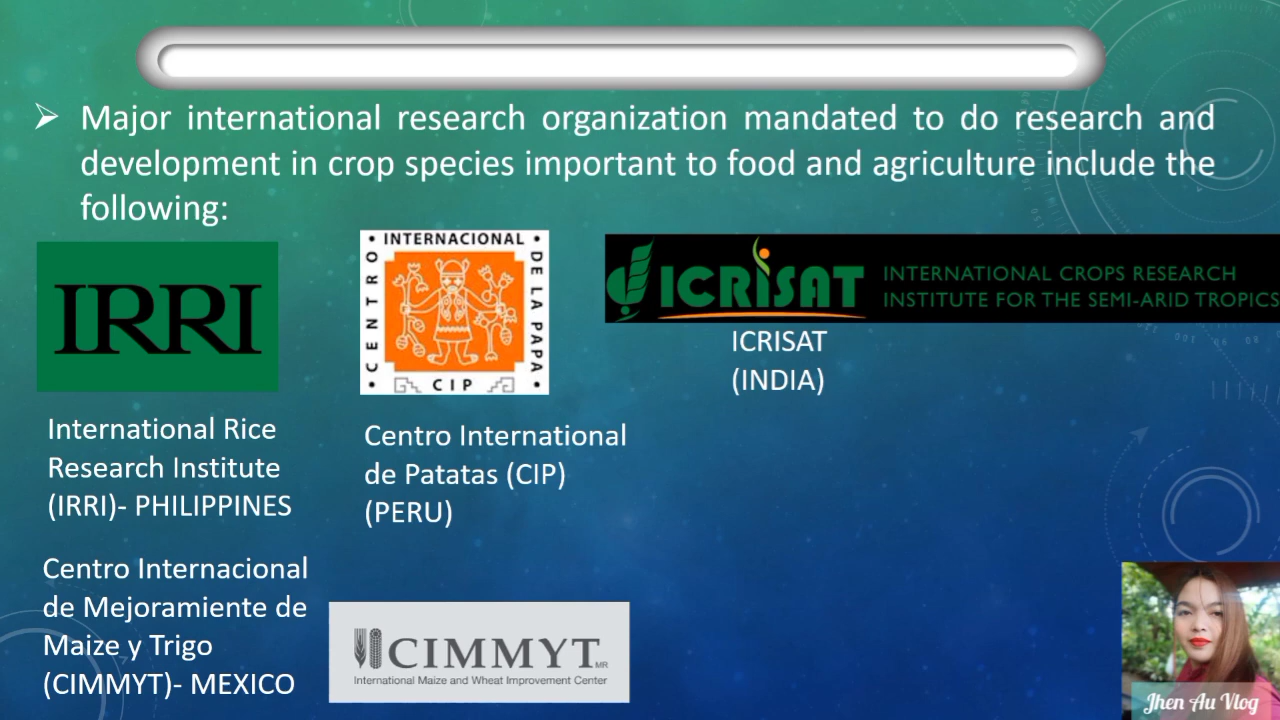 Major international research organization mandated to do research and
development in crop species important to food and agriculture include the
following:
IRRI
International Rice
Research Institute
(IRRI)- PHILIPPINES
• INTERNACIONAL •
CENTRO
DE LA PAPA
• CIP •
Centro International
de Patatas (CIP)
(PERU)
ICRISAT
INTERNATIONAL CROPS RESEARCH
INSTITUTE FOR THE SEMI-ARID TROPICS
ICRISAT
(INDIA)
Centro Internacional
de Mejoramiente de
Maize y Trigo
(CIMMYT)- MEXICO
CIMMYT MR
International Maize and Wheat Improvement Center
Jhen Au Vlog